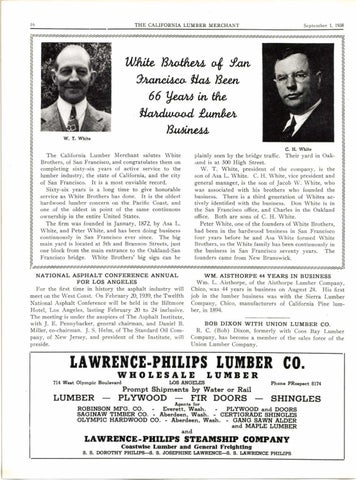 10
THE CALIFORNIA LUMBER MERCHANT
September 1, 1938
White Brothers of San
Francisco Has Been
66 Years in the
Hardwood Lumber
Business
W. T. White
C. H. White
The California Lumber Merchant salutes White
Brothers, of San Francisco, and congratulates them on
completing sixty-six years of active service to the
lumber industry, the state of California, and the city
of San Francisco. It is a most enviable record.
Sixty-six years is a long time to give honorable
service as White Brothers has done. It is the oldest
hardwood lumber concern on the Pacific Coast, and
one of the oldest in point of the same continuous
ownership in the entire United States.
The firm was founded in January, 1872, by Asa L.
White, and Peter White, and has been doing business
continuously in San Francisco ever since. The big
main yard is located at 5th and Brannon Streets, just
one block from the main entrance to the Oakland-San
Francisco bridge. White Brothers' big sign can be
plainly seen by the bridge traffic. Their yard in Oak-
land is at 500 High Street.
W. T. White, president of the company, is the
son of Asa L. White. C. H. White, vice president and
general manager, is the son of Jacob W. White, who
was associated with his brothers who founded the
business. There is a third generation of Whites ac-
tively identified with the business. Don White is in
the San Francisco office, and Charles in the Oakland
office. Both are sons of C. H. White.
Peter White, one of the founders of White Brothers,
had been in the hardwood business in San Francisco
four years before he and Asa White formed White
Brothers, so the White family has been continuously in
the business in San Francisco seventy years. The
founders came from New Brunswick.
NATIONAL ASPHALT CONFERENCE ANNUAL
FOR LOS ANGELES
For the first time in history the asphalt industry will
meet on the West Coast. On February 20, 1939, the Twelfth
National Asphalt Conference will be held in the Biltmore
Hotel, Los Angeles, lasting February 20 to 24 inclusive.
The meeting is under the auspices of The Asphalt Institute,
with J. E. Pennybacker, general chairman, and Daniel B.
Miller, co-chairman. J. S. Helm, of The Standard Oil Com-
pany, of New Jersey, and president of the Institute, will
preside.
WM. AISTHORPE 44 YEARS IN BUSINESS
Wm. L. Aisthorpe, of the Aisthorpe Lumber Company,
Chico, was 44 years in business on August 24. His first
job in the lumber business was with the Sierra Lumber
Company, Chico, manufacturers of California Pine lum-
ber, in 1894.
BOB DIXON WITH UNION LUMBER CO.
R. C. (Bob) Dixon, formerly with Coos Bay Lumber
Company, has become a member of the sales force of the
Union Lumber Company.
LAWRENCE-PHILIPS LUMBER CO.
WHOLESALE LUMBER
714 West Olympic Boulevard
LOS ANGELES
Phone PRospect 8174
Prompt Shipments by Water or Rail
LUMBER — PLYWOOD — FIR DOORS — SHINGLES
Agents for
ROBINSON MFG. CO. - Everett, Wash. - PLYWOOD and DOORS
SAGINAW TIMBER CO. - Aberdeen, Wash. - CERTIGRADE SHINGLES
OLYMPIC HARDWOOD CO. - Aberdeen, Wash. - GANG SAWN ALDER
and MAPLE LUMBER
and
LAWRENCE-PHILIPS STEAMSHIP COMPANY
Coastwise Lumber and General Freighting
S. S. DOROTHY PHILIPS—S. S. JOSEPHINE LAWRENCE—S. S. LAWRENCE PHILIPS